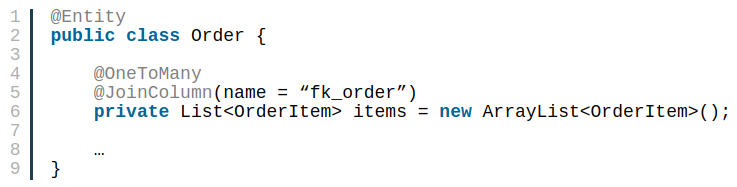 1 @Entity
2 public class Order {
3
4     @OneToMany
5     @JoinColumn(name = “fk_order”)
6     private List<OrderItem> items = new ArrayList<OrderItem>();
7
8     …
9 }